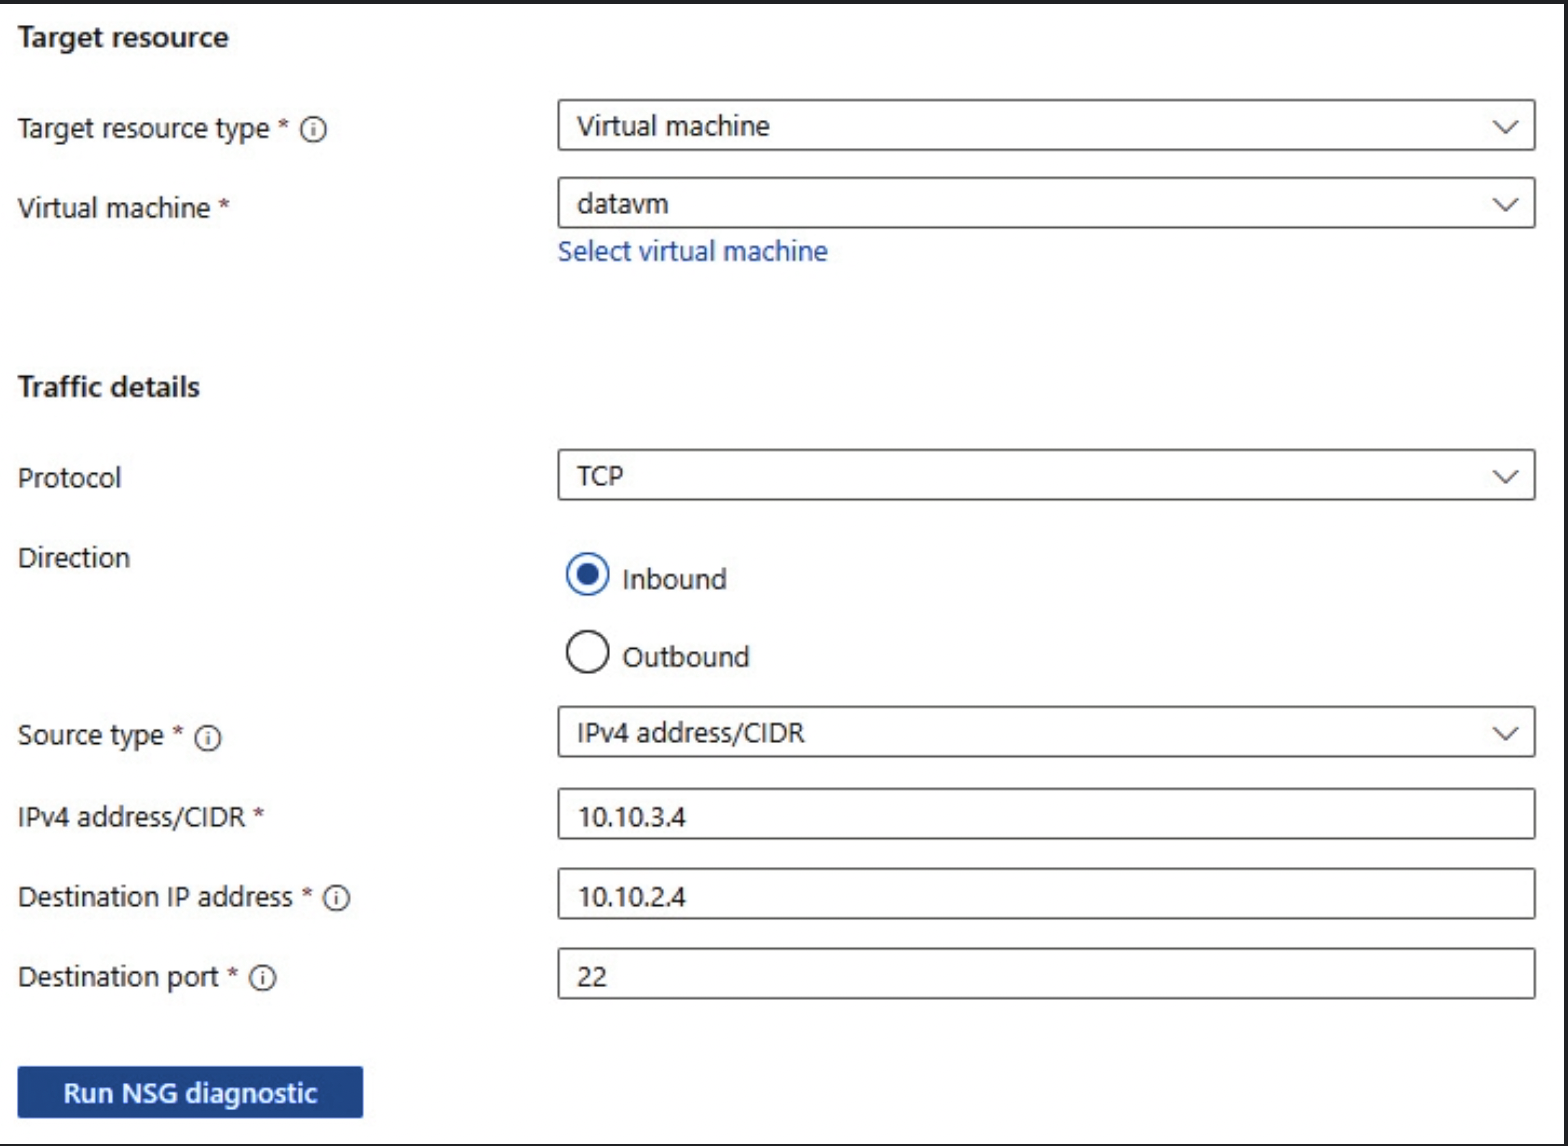 Target resource
Target resource type * Virtual machine
Virtual machine * datavm
Select virtual machine
Traffic details
Protocol TCP
Direction
Inbound
Outbound
Source type * IPv4 address/CIDR
IPv4 address/CIDR * 10.10.3.4
Destination IP address * 10.10.2.4
Destination port * 22
Run NSG diagnostic